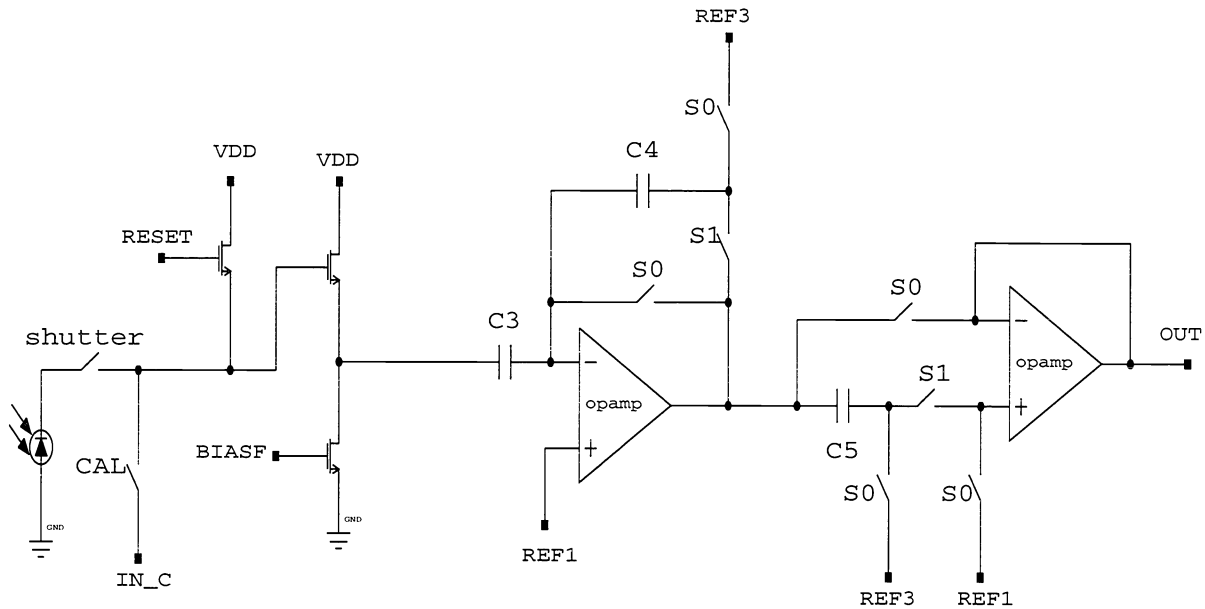 REF3
S0
C4
VDD
VDD
RESET
S1
S0
S0
C3
shutter
OUT
opamp
S1
opamp
C5
BIASF
CAL
S0
S0
GND
GND
REF1
IN_C
REF3
REF1